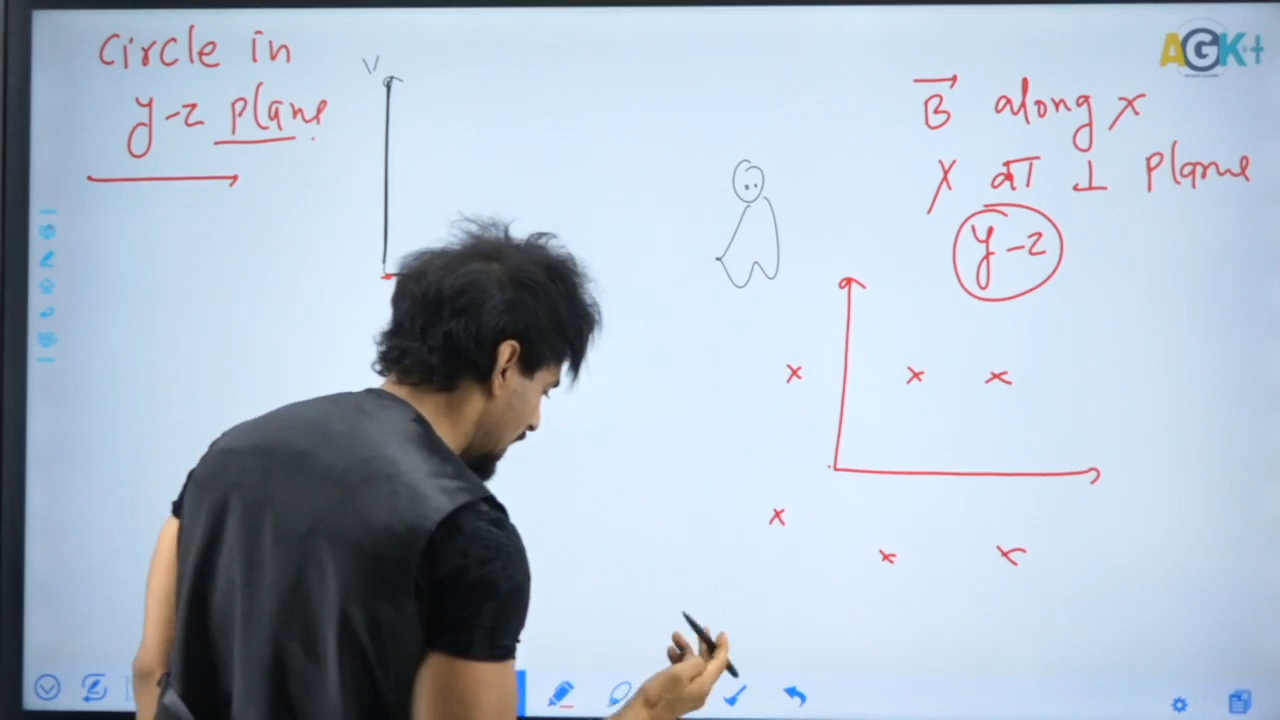 Circle in
y-z plane
y
B along x
x का ⊥ plane
y-z
AGK